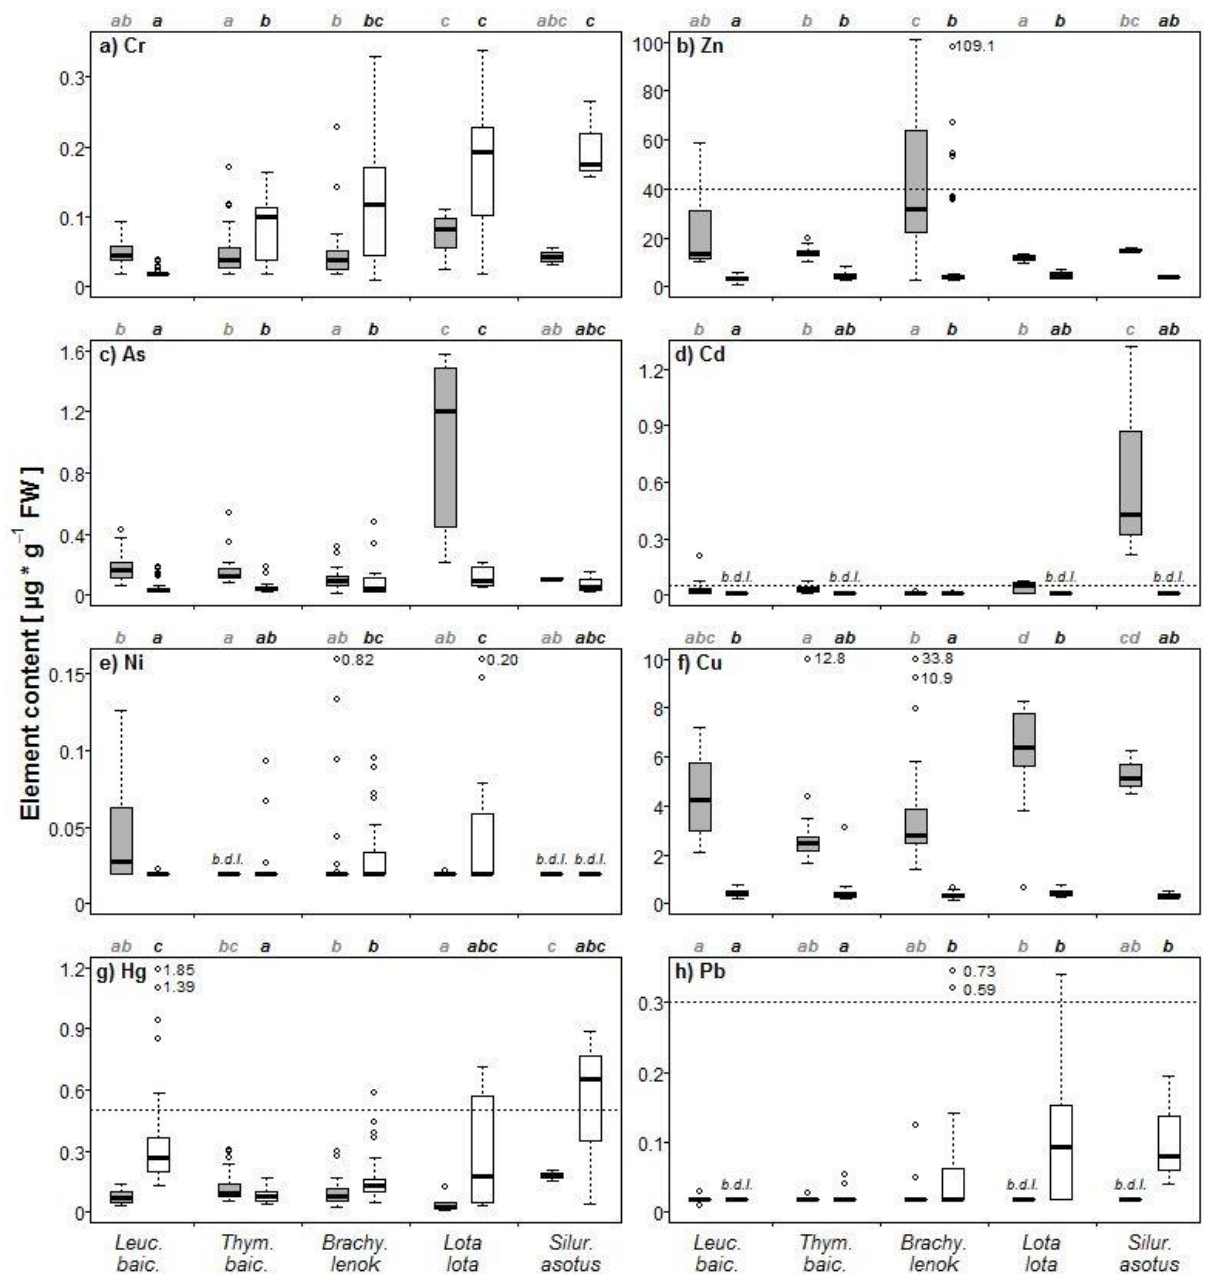 ab a a b b bc c c abc c
ab a b b c b a b bc ab
a) Cr
0.3
0.2
0.1
0
b) Zn
109.1
100
80
60
40
20
0
b a b b a b c c ab abc
b a b ab a b b ab c ab
c) As
1.6
1.2
0.8
0.4
0
d) Cd
1.2
0.9
0.6
0.3
0
b.d.l. b.d.l. b.d.l. b.d.l.
b a a ab ab bc ab c ab abc
abc b a ab b a d b cd ab
e) Ni
0.82 0.20
0.15
0.1
0.05
0
b.d.l. b.d.l. b.d.l.
f) Cu
12.8 33.8
10.9
10
8
6
4
2
0
ab c bc a b b a abc c abc
a a ab a ab b b b ab b
g) Hg
1.85
1.39
1.2
0.9
0.6
0.3
0
h) Pb
0.73
0.59
0.3
0.2
0.1
0
b.d.l. b.d.l. b.d.l.
Element content [ µg * g⁻¹ FW ]
Leuc. Thym. Brachy. Lota Silur.
baic. baic. lenok lota asotus
Leuc. Thym. Brachy. Lota Silur.
baic. baic. lenok lota asotus